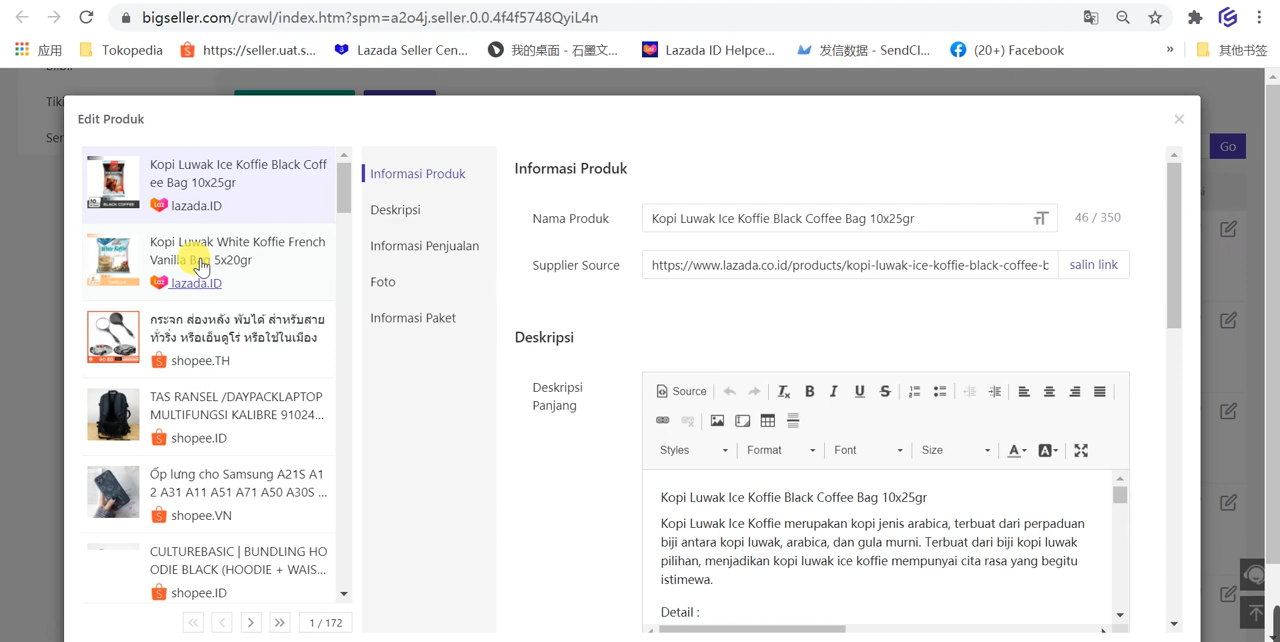 bigseller.com/crawl/index.htm?spm=a2o4j.seller.0.0.4f4f5748QyiL4n
应用
Tokopedia
https://seller.uat.s...
Lazada Seller Cen...
我的桌面 - 石墨文...
Lazada ID Helpce...
发信数据 - SendCl...
(20+) Facebook
»
其他书签
Tiki
Go
Edit Produk
×
Kopi Luwak Ice Koffie Black Coff
ee Bag 10x25gr
lazada.ID
Kopi Luwak White Koffie French
Vanilla Bag 5x20gr
lazada.ID
กระจก ส่องหลัง พับได้ สำหรับสาย
ทัวริ่ง หรือเอ็นดูโร่ หรือใช้ในเมือง
shopee.TH
TAS RANSEL /DAYPACKLAPTOP
MULTIFUNGSI KALIBRE 91024...
shopee.ID
Ốp lưng cho Samsung A21S A1
2 A31 A11 A51 A71 A50 A30S ...
shopee.VN
CULTUREBASIC | BUNDLING HO
ODIE BLACK (HOODIE + WAIS...
shopee.ID
1 / 172
Informasi Produk
Deskripsi
Informasi Penjualan
Foto
Informasi Paket
Informasi Produk
Nama Produk
Kopi Luwak Ice Koffie Black Coffee Bag 10x25gr
46 / 350
Supplier Source
https://www.lazada.co.id/products/kopi-luwak-ice-koffie-black-coffee-b
salin link
Deskripsi
Deskripsi
Panjang
Source
Styles
Format
Font
Size
Kopi Luwak Ice Koffie Black Coffee Bag 10x25gr
Kopi Luwak Ice Koffie merupakan kopi jenis arabica, terbuat dari perpaduan
biji antara kopi luwak, arabica, dan gula murni. Terbuat dari biji kopi luwak
pilihan, menjadikan kopi luwak ice koffie mempunyai cita rasa yang begitu
istimewa.
Detail :